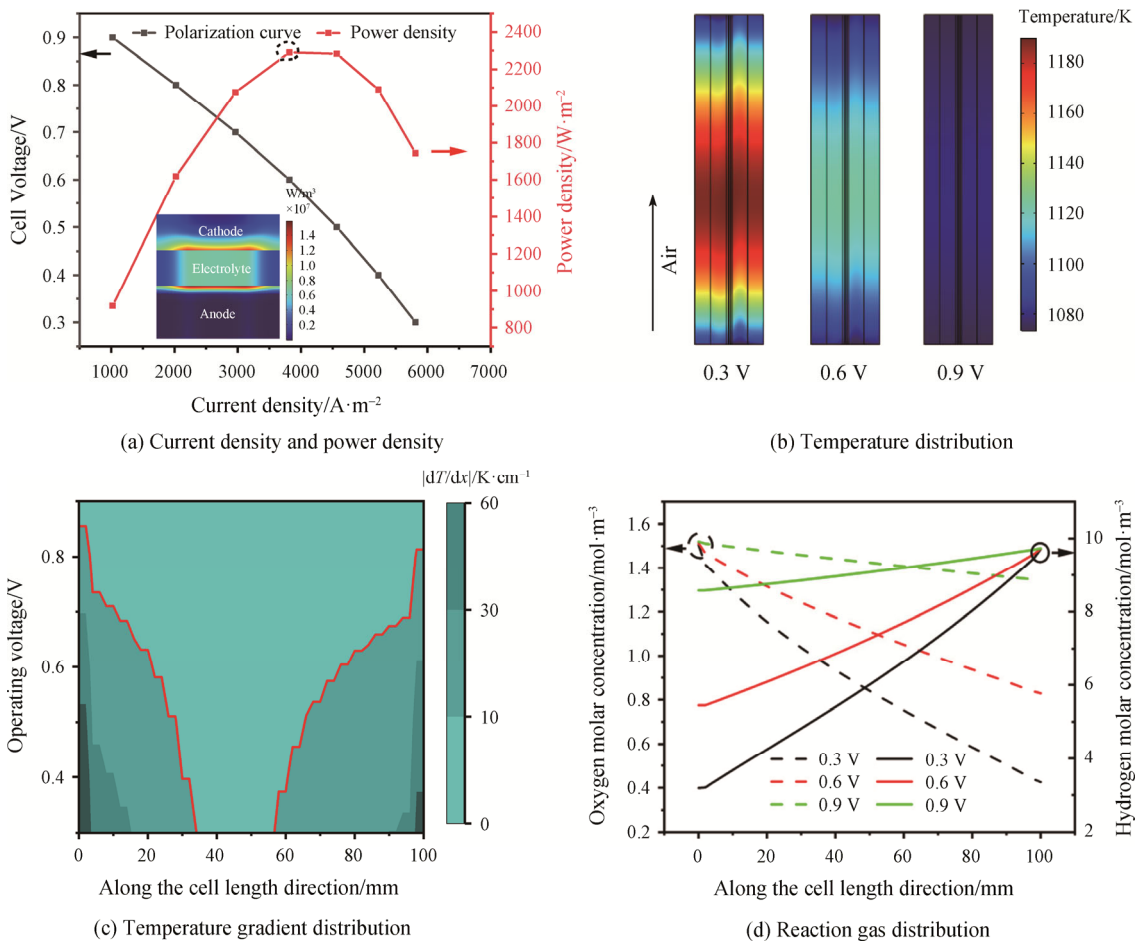 Polarization curve
Power density
0.9
0.8
0.7
0.6
0.5
0.4
0.3
Cell Voltage/V
2400
2200
2000
1800
1600
1400
1200
1000
800
Power density/W·m⁻²
W/m³
×10⁷
1.4
1.2
1.0
0.8
0.6
0.4
0.2
Cathode
Electrolyte
Anode
1000 2000 3000 4000 5000 6000 7000
Current density/A·m⁻²
(a) Current density and power density
Temperature/K
1180
1160
1140
1120
1100
1080
Air
0.3 V
0.6 V
0.9 V
(b) Temperature distribution
|dT/dx|/K·cm⁻¹
60
30
10
0
0.8
0.6
0.4
Operating voltage/V
0 20 40 60 80 100
Along the cell length direction/mm
(c) Temperature gradient distribution
1.6
1.4
1.2
1.0
0.8
0.6
0.4
0.2
Oxygen molar concentration/mol·m⁻³
10
8
6
4
2
Hydrogen molar concentration/mol·m⁻³
0.3 V 0.3 V
0.6 V 0.6 V
0.9 V 0.9 V
0 20 40 60 80 100
Along the cell length direction/mm
(d) Reaction gas distribution